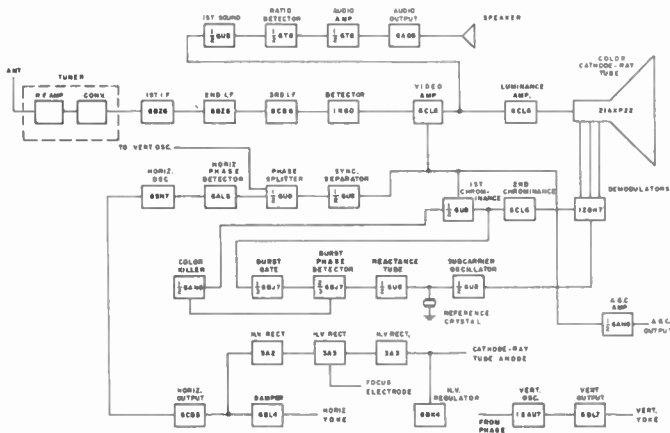 1ST SOUND
1/2 6U8
RATIO DETECTOR
1/2 6T8
AUDIO AMP
1/2 6T8
AUDIO OUTPUT
6AQ5
SPEAKER
ANT
TUNER
R.F AMP
CONV.
1ST I.F
6BZ6
2ND I.F
6BZ6
3RD I.F
6CB6
DETECTOR
1N60
VIDEO AMP
6CL6
LUMINANCE AMP.
6CL6
COLOR CATHODE-RAY TUBE
21AXP22
TO VERT OSC.
HORIZ. OSC
6SN7
HORIZ PHASE DETECTOR
6AL5
PHASE SPLITTER
1/2 6U8
SYNC. SEPARATOR
1/2 6U8
1ST CHROMINANCE
1/2 6U8
2ND CHROMINANCE
6CL6
DEMODULATORS
12BH7
COLOR KILLER
1/2 6AN8
BURST GATE
1/3 6BJ7
BURST PHASE DETECTOR
2/3 6BJ7
REACTANCE TUBE
1/2 6U8
SUBCARRIER OSCILLATOR
1/2 6U8
REFERENCE CRYSTAL
A.G.C AMP
1/2 6AN8
A.G.C. OUTPUT
H.V RECT
3A2
H.V RECT.
3A3
H.V RECT.
3A3
CATHODE-RAY TUBE ANODE
FOCUS ELECTRODE
HORIZ. OUTPUT
6CD6
DAMPER
6BL4
HORIZ YOKE
H.V. REGULATOR
6BK4
FROM PHASE
VERT. OSC.
12AU7
VERT OUTPUT
6BL7
VERT. YOKE